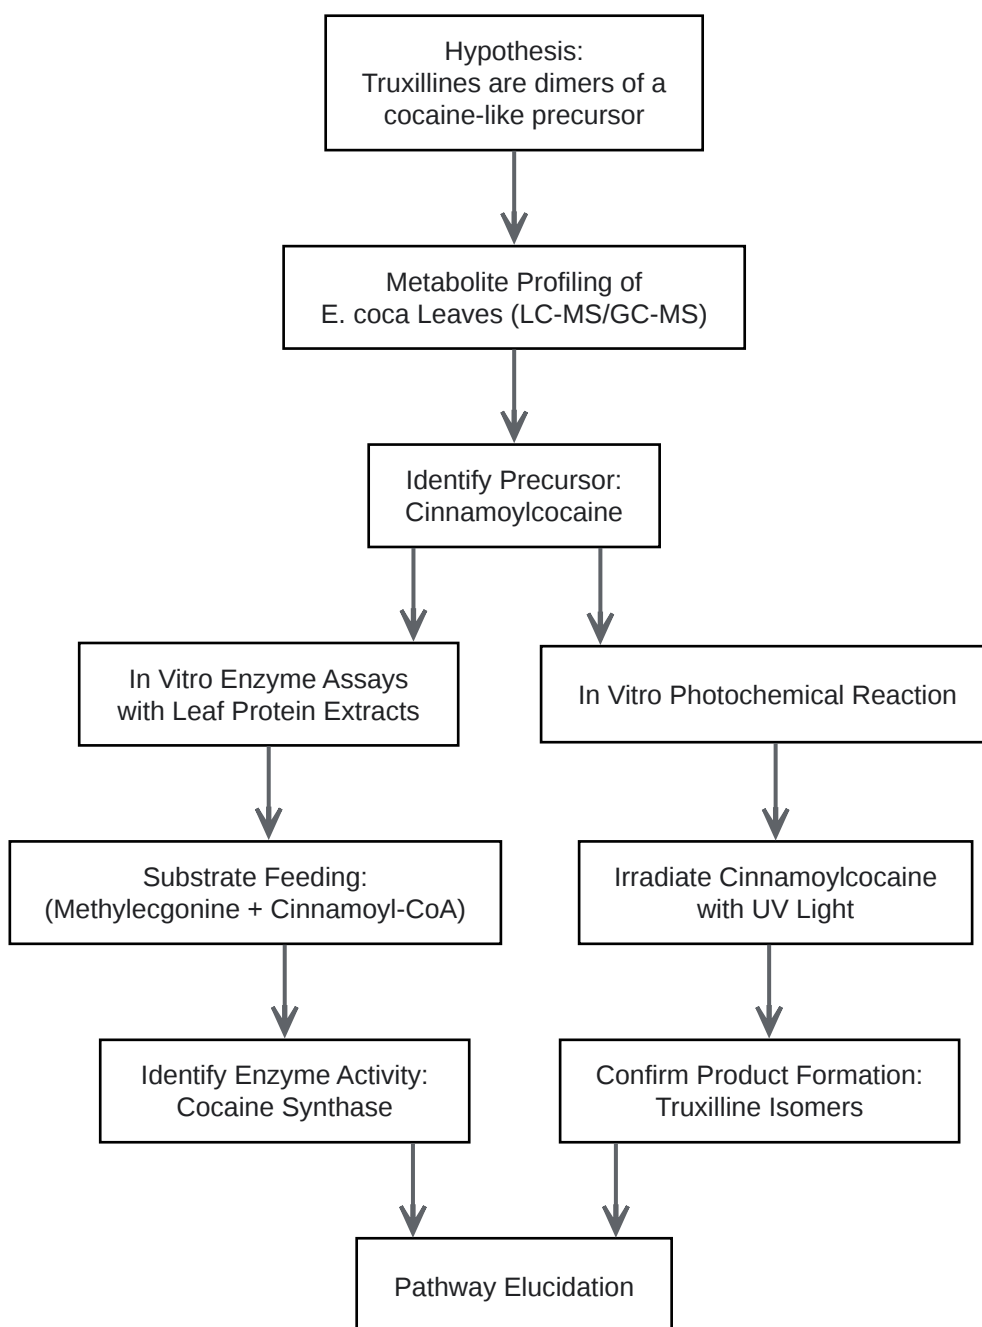 Hypothesis:
Truxillines are dimers of a
cocaine-like precursor
Metabolite Profiling of
E. coca Leaves (LC-MS/GC-MS)
Identify Precursor:
Cinnamoylcocaine
In Vitro Enzyme Assays
with Leaf Protein Extracts
In Vitro Photochemical Reaction
Substrate Feeding:
(Methylecgonine + Cinnamoyl-CoA)
Irradiate Cinnamoylcocaine
with UV Light
Identify Enzyme Activity:
Cocaine Synthase
Confirm Product Formation:
Truxilline Isomers
Pathway Elucidation